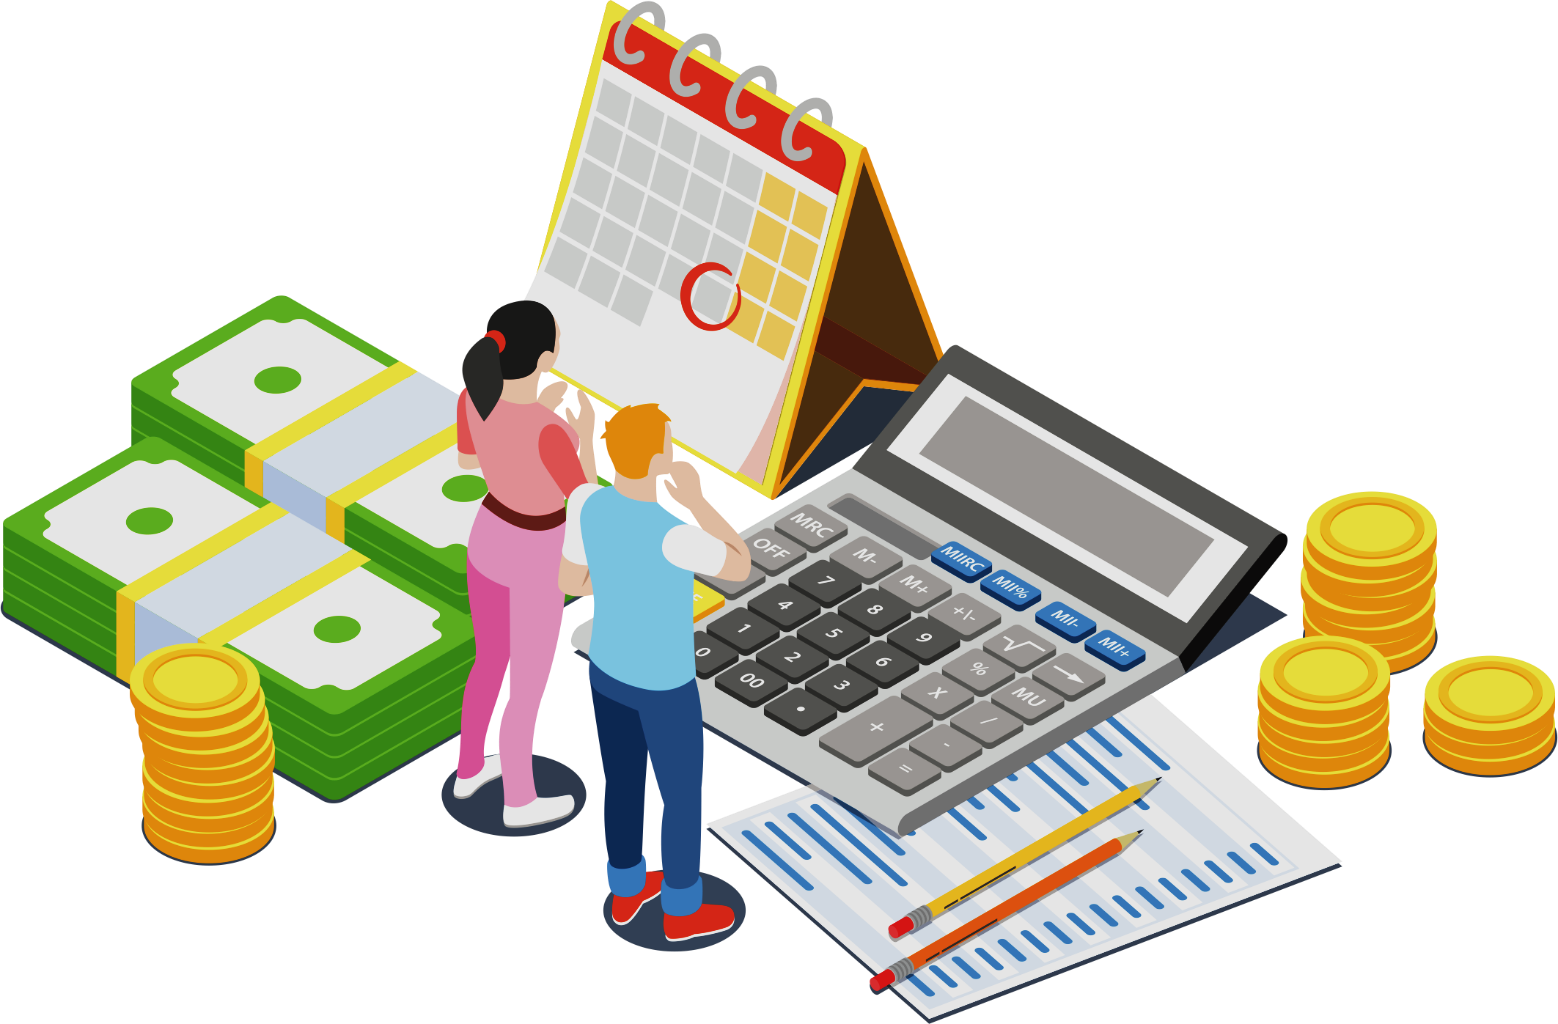 MRC
M-
M+
+\-
OFF
7
8
9
4
5
6
1
2
3
0
00
.
MIIRC
MII%
MII-
MII+
√
→
%
MU
X
/
+
-
=